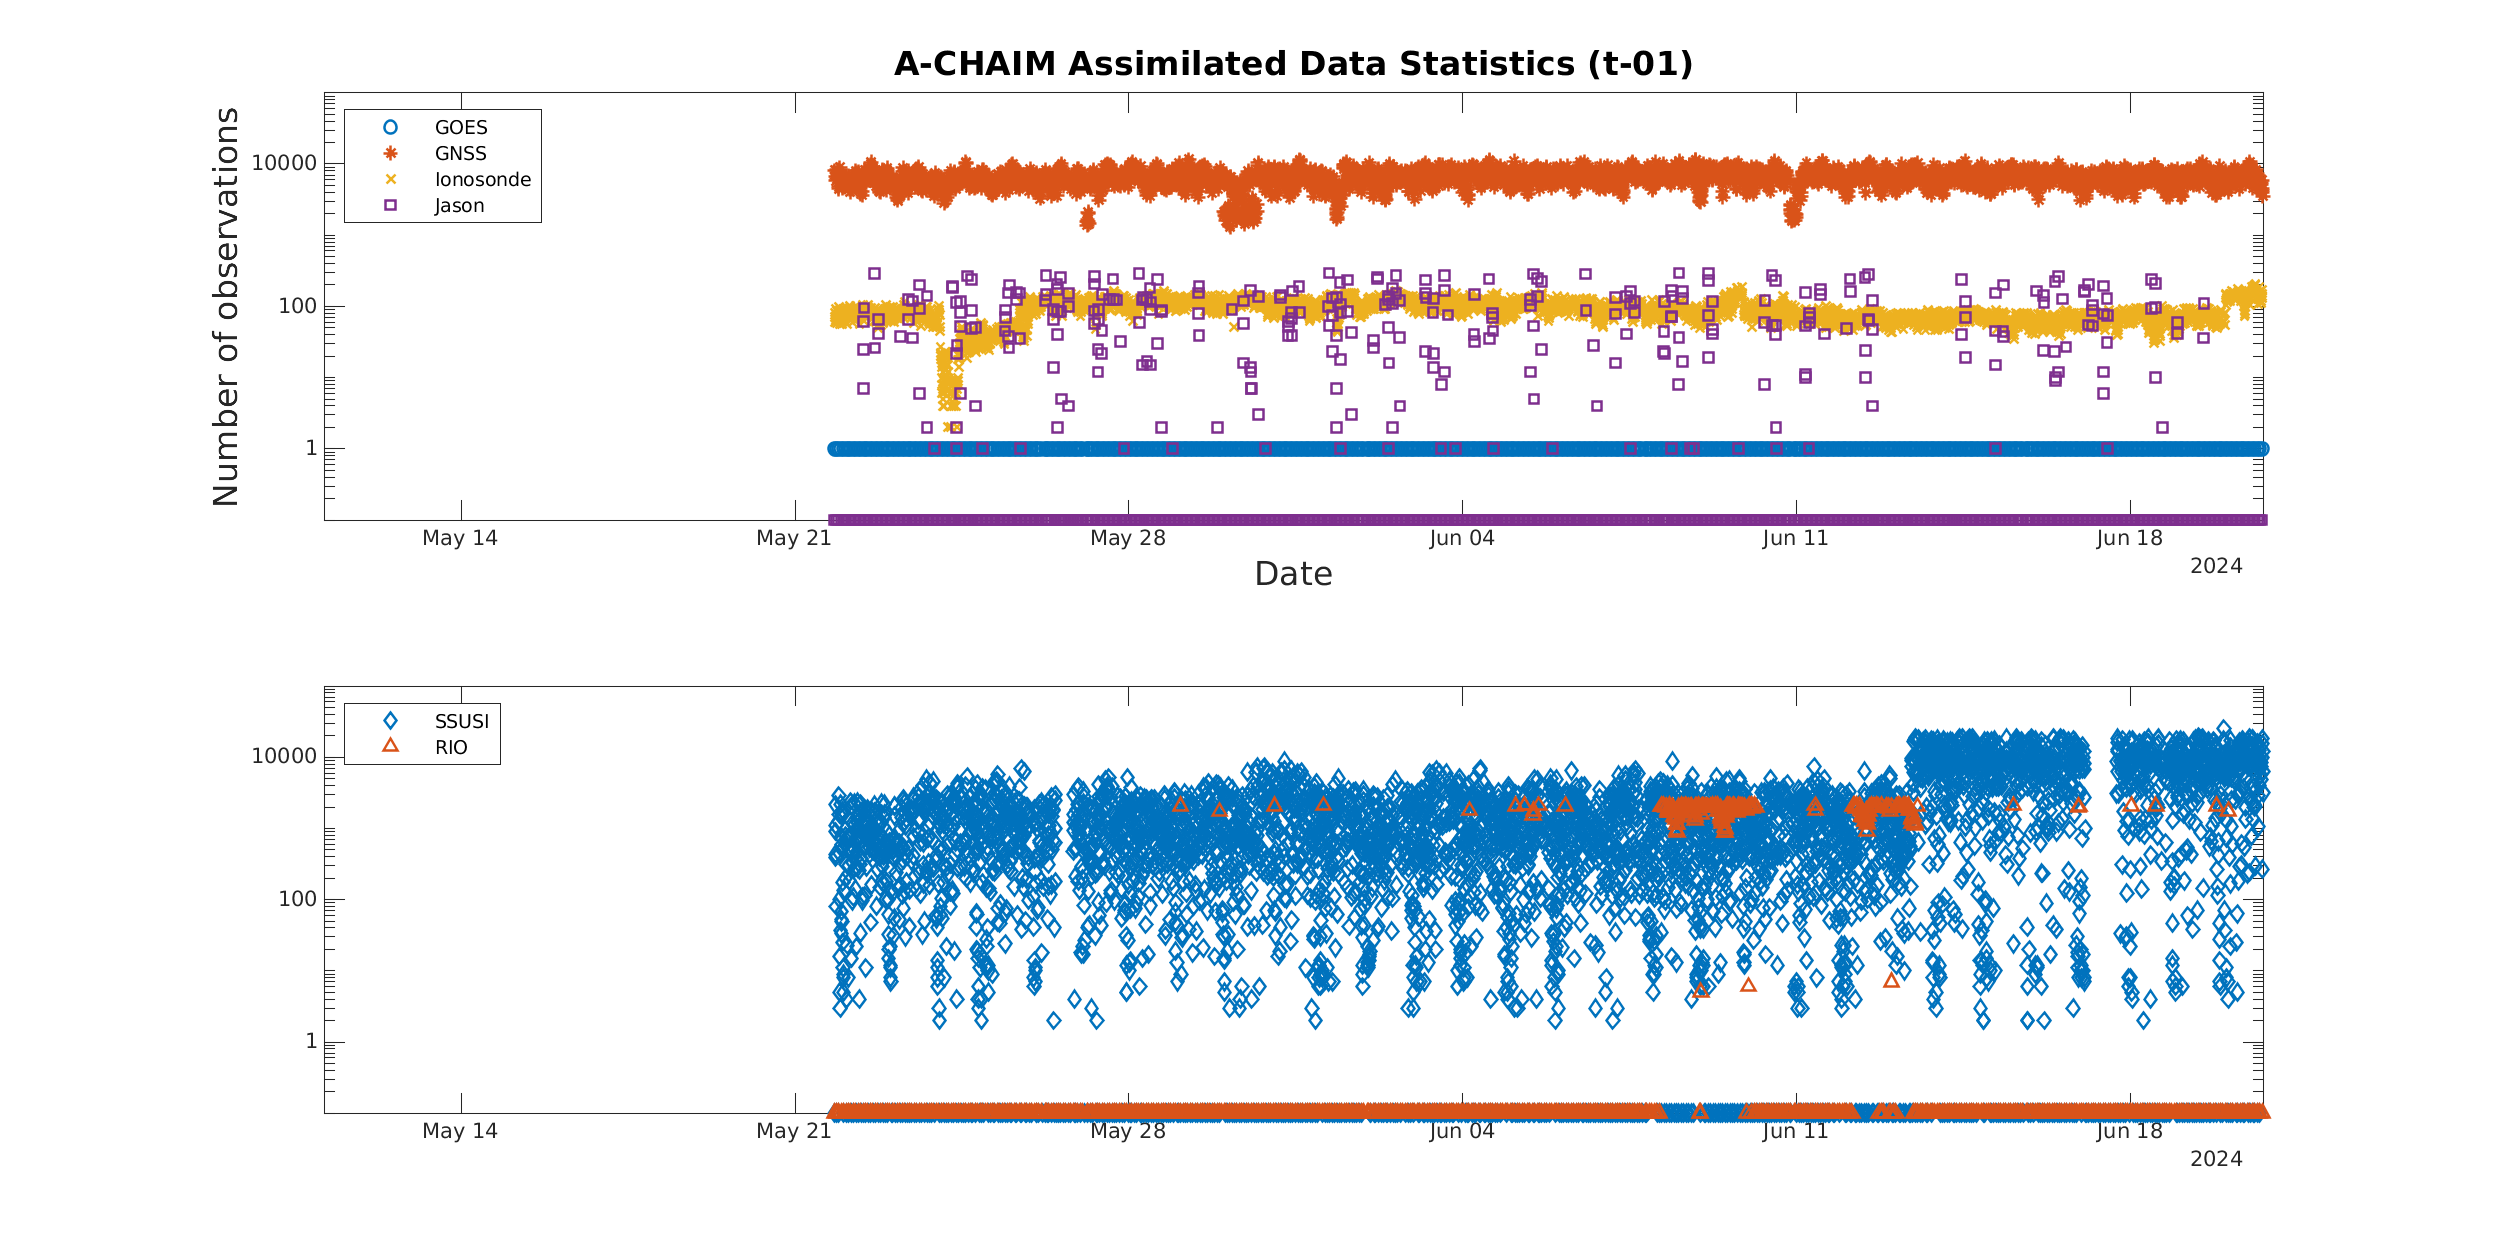 A-CHAIM Assimilated Data Statistics (t-01)
Number of observations
GOES
GNSS
Ionosonde
Jason
10000
100
1
May 14 May 21 May 28 Jun 04 Jun 11 Jun 18
2024
Date
SSUSI
RIO
10000
100
1
May 14 May 21 May 28 Jun 04 Jun 11 Jun 18
2024